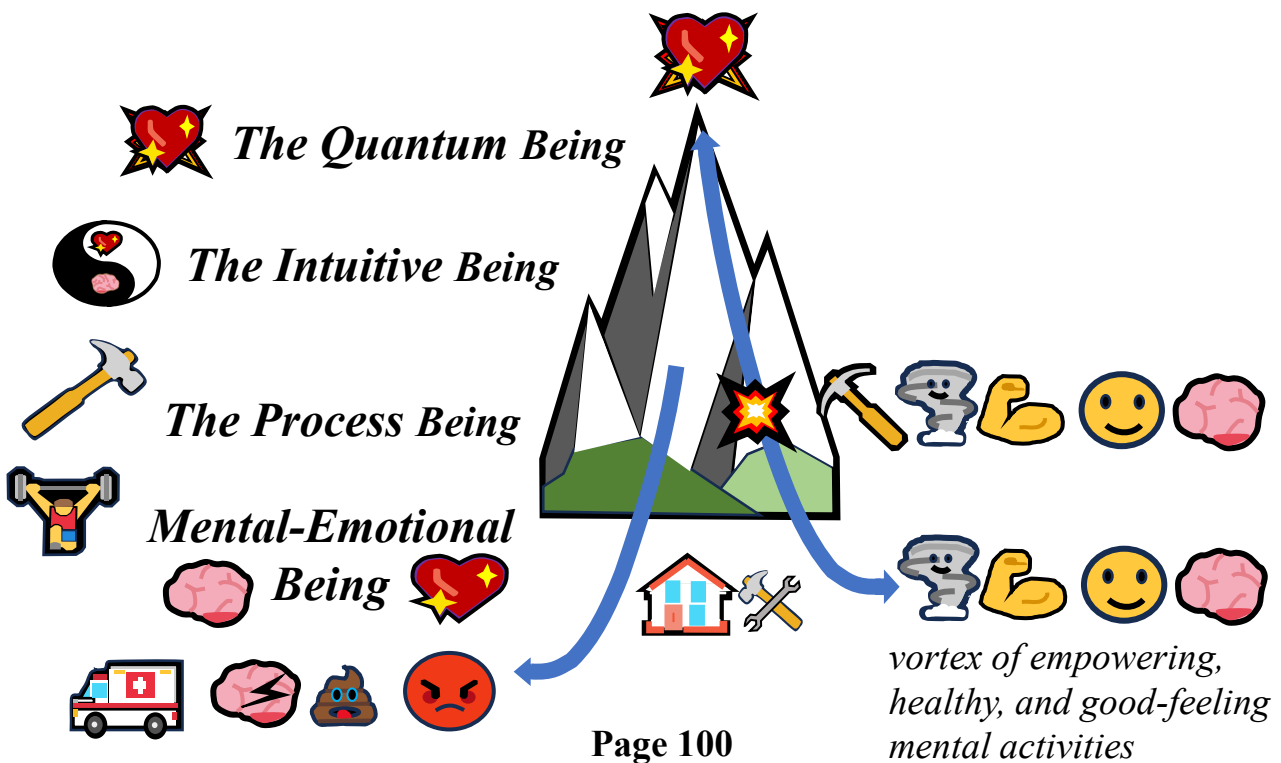 The Quantum Being
The Intuitive Being
The Process Being
Mental-Emotional
Being
vortex of empowering,
healthy, and good-feeling
mental activities
Page 100